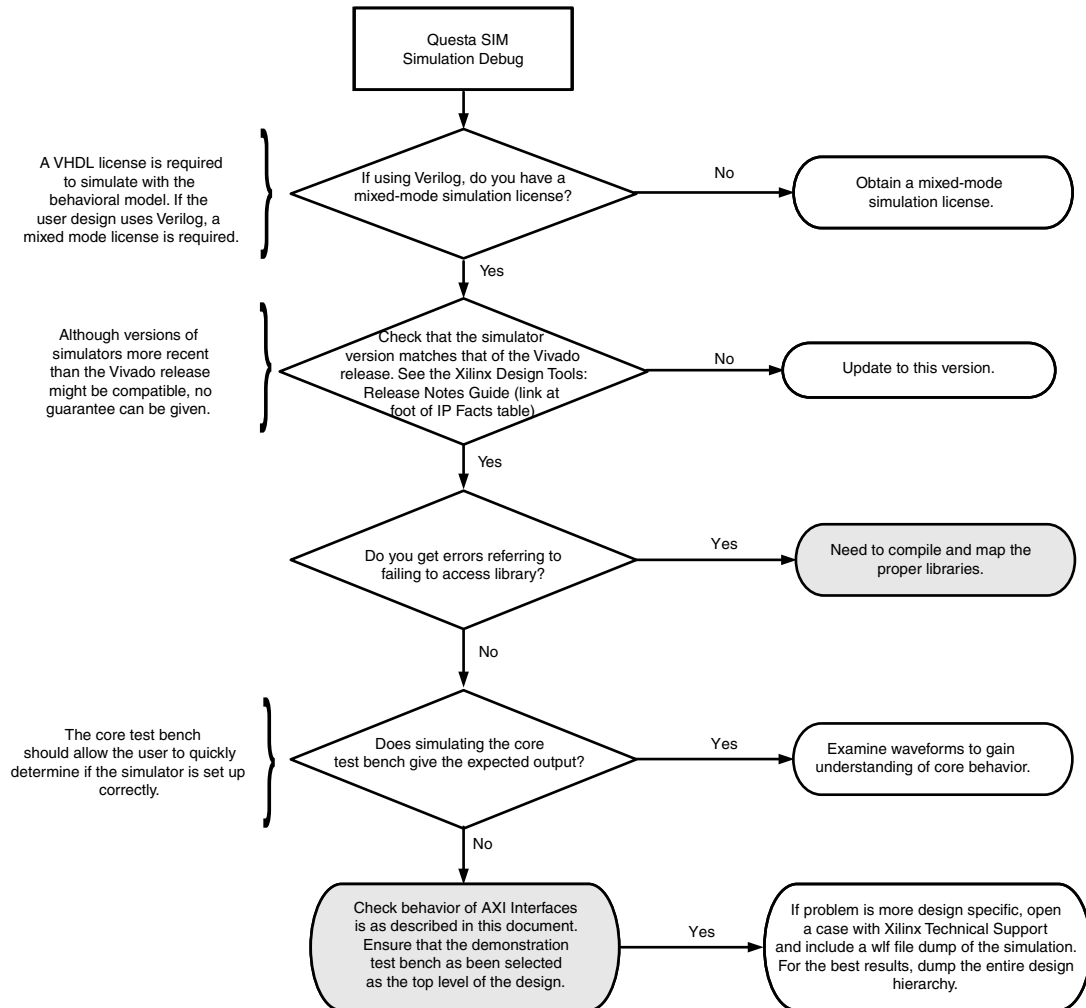 Questa SIM
Simulation Debug
A VHDL license is required
to simulate with the
behavioral model. If the
user design uses Verilog, a
mixed mode license is required.
If using Verilog, do you have a
mixed-mode simulation license?
No
Obtain a mixed-mode
simulation license.
Yes
Although versions of
simulators more recent
than the Vivado release
might be compatible, no
guarantee can be given.
Check that the simulator
version matches that of the Vivado
release. See the Xilinx Design Tools:
Release Notes Guide (link at
foot of IP Facts table)
No
Update to this version.
Yes
Do you get errors referring to
failing to access library?
Yes
Need to compile and map the
proper libraries.
No
The core test bench
should allow the user to quickly
determine if the simulator is set up
correctly.
Does simulating the core
test bench give the expected output?
Yes
Examine waveforms to gain
understanding of core behavior.
No
Check behavior of AXI Interfaces
is as described in this document.
Ensure that the demonstration
test bench as been selected
as the top level of the design.
Yes
If problem is more design specific, open
a case with Xilinx Technical Support
and include a wlf file dump of the simulation.
For the best results, dump the entire design
hierarchy.